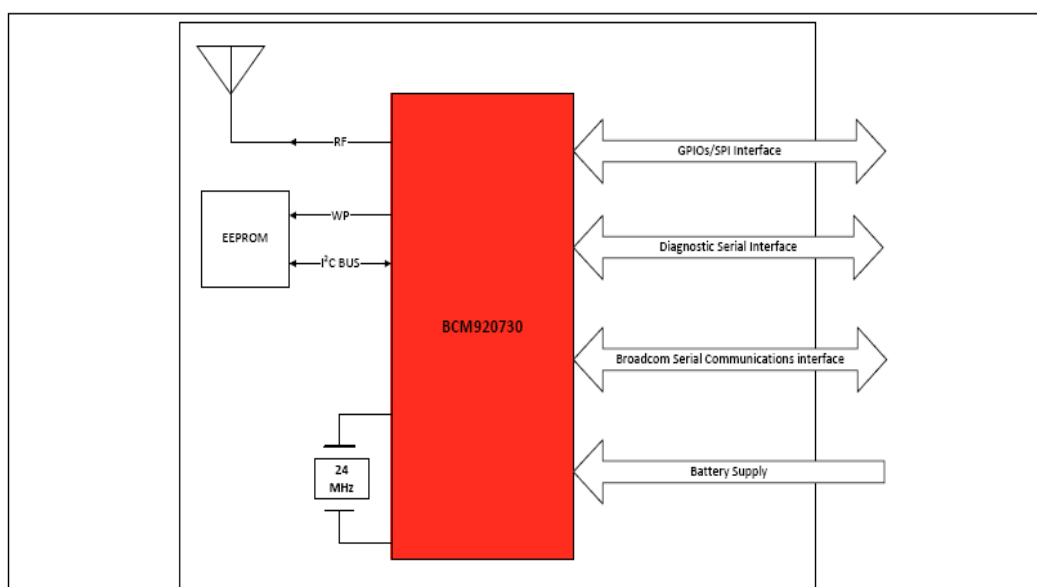 RF
GPIOs/SPI Interface
WP
EEPROM
Diagnostic Serial Interface
I²C BUS
BCM920730
Broadcom Serial Communications interface
24
MHz
Battery Supply